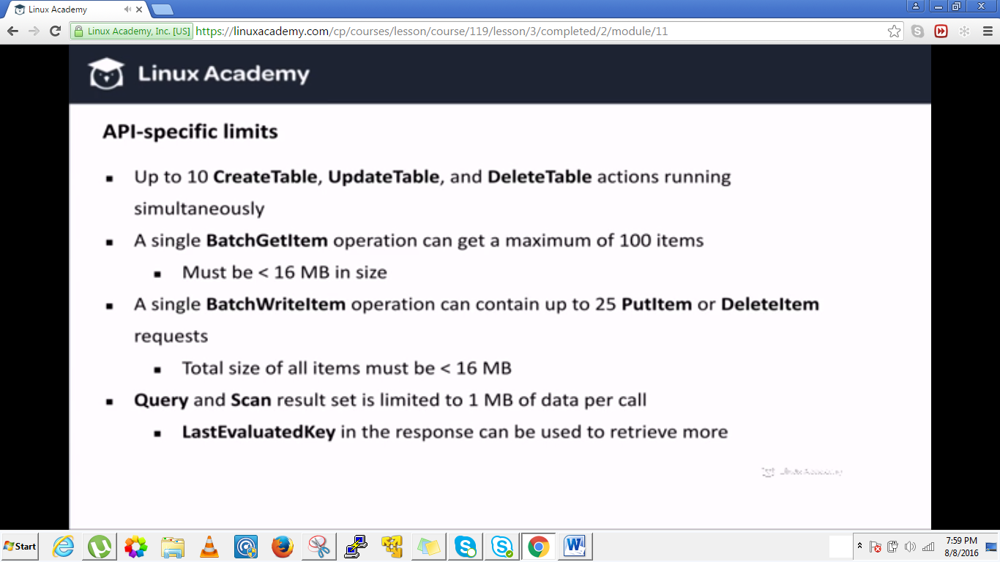 Linux Academy
Linux Academy, Inc. [US] https://linuxacademy.com/cp/courses/lesson/course/119/lesson/3/completed/2/module/11
Linux Academy
API-specific limits
▪ Up to 10 CreateTable, UpdateTable, and DeleteTable actions running
simultaneously
▪ A single BatchGetItem operation can get a maximum of 100 items
▪ Must be < 16 MB in size
▪ A single BatchWriteItem operation can contain up to 25 PutItem or DeleteItem
requests
▪ Total size of all items must be < 16 MB
▪ Query and Scan result set is limited to 1 MB of data per call
▪ LastEvaluatedKey in the response can be used to retrieve more
Linux Academy
Start
7:59 PM
8/8/2016